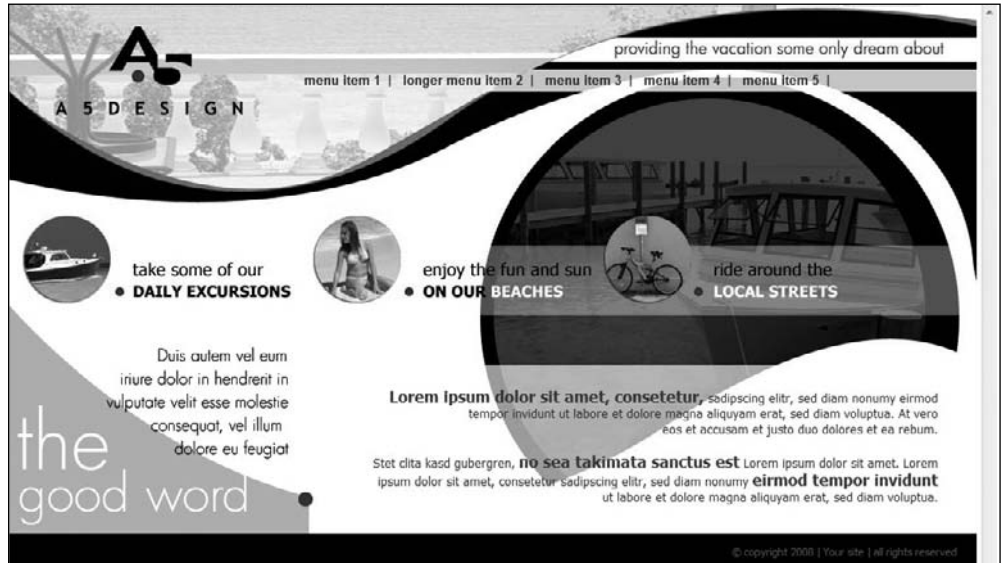 A5
A5DESIGN
providing the vacation some only dream about
menu item 1 | longer menu item 2 | menu item 3 | menu item 4 | menu item 5 |
take some of our
DAILY EXCURSIONS
enjoy the fun and sun
ON OUR BEACHES
ride around the
LOCAL STREETS
Duis autem vel eum
iriure dolor in hendrerit in
vulputate velit esse molestie
consequat, vel illum
dolore eu feugiat
the
good word
Lorem ipsum dolor sit amet, consetetur, sadipscing elitr, sed diam nonumy eirmod
tempor invidunt ut labore et dolore magna aliquyam erat, sed diam voluptua. At vero
eos et accusam et justo duo dolores et ea rebum.
Stet clita kasd gubergren, no sea takimata sanctus est Lorem ipsum dolor sit amet. Lorem
ipsum dolor sit amet, consetetur sadipscing elitr, sed diam nonumy eirmod tempor invidunt
ut labore et dolore magna aliquyam erat, sed diam voluptua.
© copyright 2008 | Your site | all rights reserved